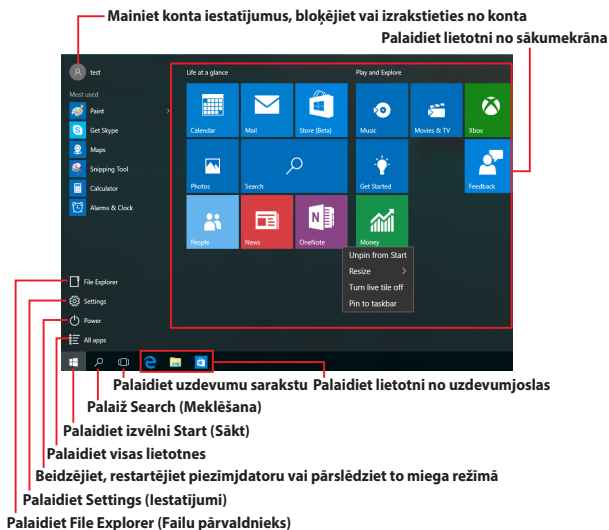 Mainiet konta iestatījumus, bloķējiet vai izrakstieties no konta
Palaidiet lietotni no sākumekrāna
test
Most used
Paint
Get Skype
Maps
Snipping Tool
Calculator
Alarms & Clock
File Explorer
Settings
Power
All apps
Life at a glance
Play and Explore
Calendar
Mail
Store (Beta)
Music
Movies & TV
Xbox
Photos
Search
Get Started
Feedback
People
News
OneNote
Money
Unpin from Start
Resize
Turn live tile off
Pin to taskbar
Palaidiet uzdevumu sarakstu
Palaidiet lietotni no uzdevumjoslas
Palaiž Search (Meklēšana)
Palaidiet izvēlni Start (Sākt)
Palaidiet visas lietotnes
Beidzējiet, restartējiet piezīmjdatoru vai pārslēdziet to miega režīmā
Palaidiet Settings (Iestatījumi)
Palaidiet File Explorer (Failu pārvaldnieks)